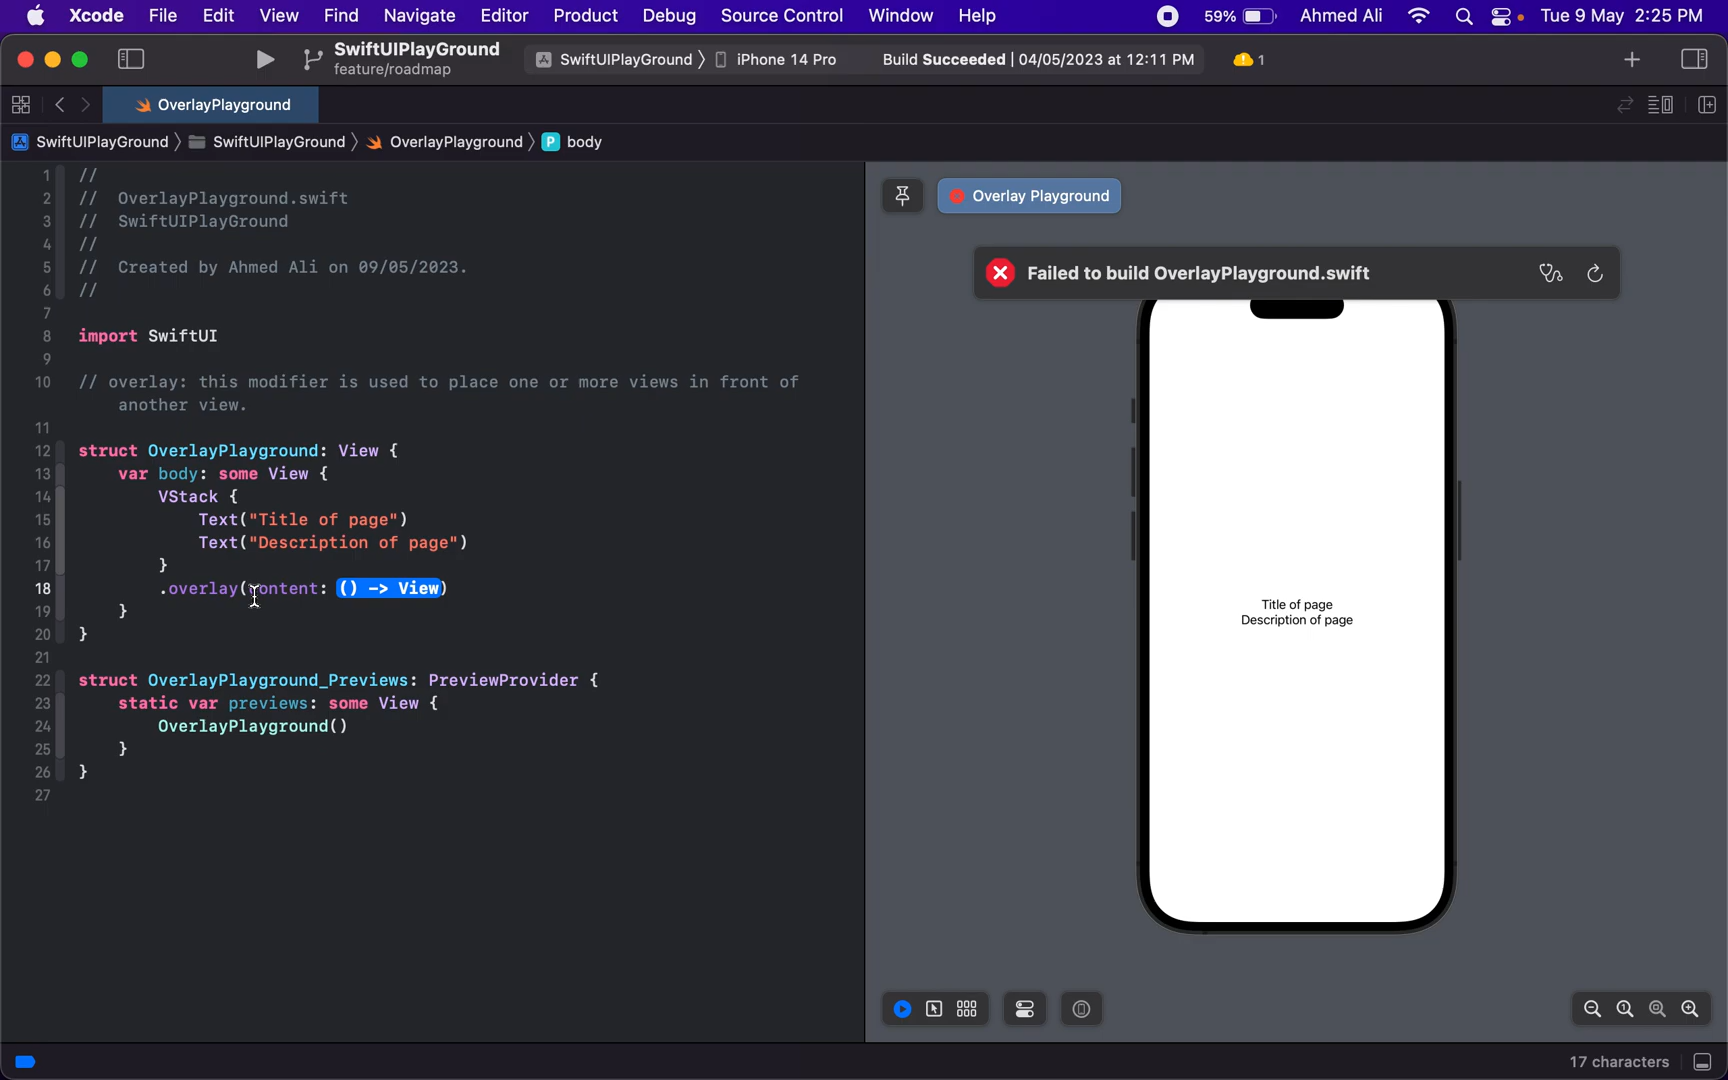 Xcode File Edit View Find Navigate Editor Product Debug Source Control Window Help 59% Ahmed Ali Tue 9 May 2:25 PM
SwiftUIPlayGround
feature/roadmap
SwiftUIPlayGround 〉 iPhone 14 Pro
Build Succeeded | 04/05/2023 at 12:11 PM
1
OverlayPlayground
SwiftUIPlayGround 〉 SwiftUIPlayGround 〉 OverlayPlayground 〉 P body
1 //
2 // OverlayPlayground.swift
3 // SwiftUIPlayGround
4 //
5 // Created by Ahmed Ali on 09/05/2023.
6 //
7
8 import SwiftUI
9
10 // overlay: this modifier is used to place one or more views in front of
another view.
11
12 struct OverlayPlayground: View {
13 var body: some View {
14 VStack {
15 Text("Title of page")
16 Text("Description of page")
17 }
18 .overlay(content: () -> View)
19 }
20 }
21
22 struct OverlayPlayground_Previews: PreviewProvider {
23 static var previews: some View {
24 OverlayPlayground()
25 }
26 }
27
Overlay Playground
Failed to build OverlayPlayground.swift
Title of page
Description of page
17 characters